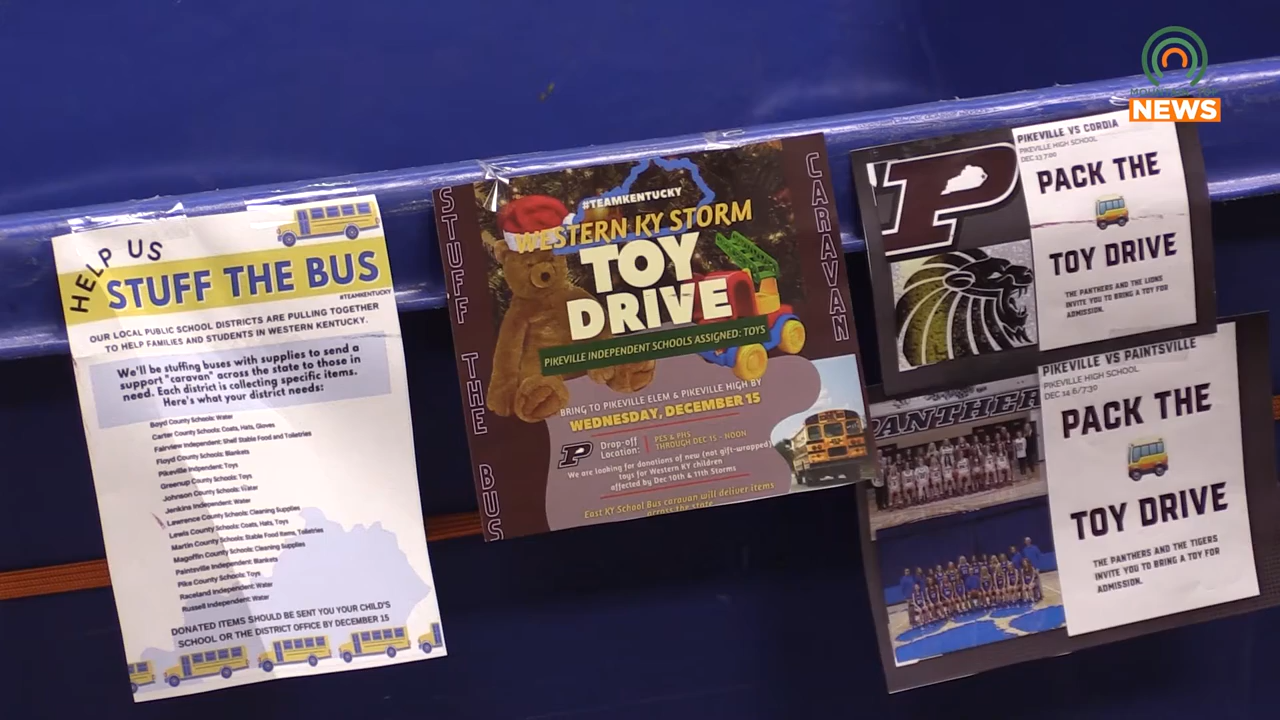 HELP US
STUFF THE BUS
#TEAMKENTUCKY
OUR LOCAL PUBLIC SCHOOL DISTRICTS ARE PULLING TOGETHER
TO HELP FAMILIES AND STUDENTS IN WESTERN KENTUCKY.
We'll be stuffing buses with supplies to send a
support "caravan" across the state to those in
need. Each district is collecting specific items.
Here's what your district needs:
Boyd County Schools: Water
Carter County Schools: Coats, Hats, Gloves
Fairview Independent: Shelf Stable Food and Toiletries
Floyd County Schools: Blankets
Pikeville Independent: Toys
Greenup County Schools: Toys
Johnson County Schools: Water
Jenkins Independent: Water
Lawrence County Schools: Cleaning Supplies
Lewis County Schools: Coats, Hats, Toys
Martin County Schools: Stable Food Items, Toiletries
Magoffin County Schools: Cleaning Supplies
Paintsville Independent: Blankets
Pike County Schools: Toys
Raceland Independent: Water
Russell Independent: Water
DONATED ITEMS SHOULD BE SENT YOU YOUR CHILD'S
SCHOOL OR THE DISTRICT OFFICE BY DECEMBER 15
STUFF THE BUS
#TEAMKENTUCKY
WESTERN KY STORM
TOY
DRIVE
PIKEVILLE INDEPENDENT SCHOOLS ASSIGNED: TOYS
BRING TO PIKEVILLE ELEM & PIKEVILLE HIGH BY
WEDNESDAY, DECEMBER 15
P
Drop-off
Location:
PES & PHS
THROUGH DEC 15 - NOON
We are looking for donations of new (not gift-wrapped)
toys for Western KY children
affected by Dec 10th & 11th Storms
East KY School Bus caravan will deliver items
across the state
CARAVAN
P
PIKEVILLE VS CORDIA
PIKEVILLE HIGH SCHOOL
DEC 13 7:00
PACK THE
TOY DRIVE
THE PANTHERS AND THE LIONS
INVITE YOU TO BRING A TOY FOR
ADMISSION.
PANTHER
PIKEVILLE VS PAINTSVILLE
PIKEVILLE HIGH SCHOOL
DEC 14 6/7:30
PACK THE
TOY DRIVE
THE PANTHERS AND THE TIGERS
INVITE YOU TO BRING A TOY FOR
ADMISSION.
MOUNTAIN TOP
NEWS